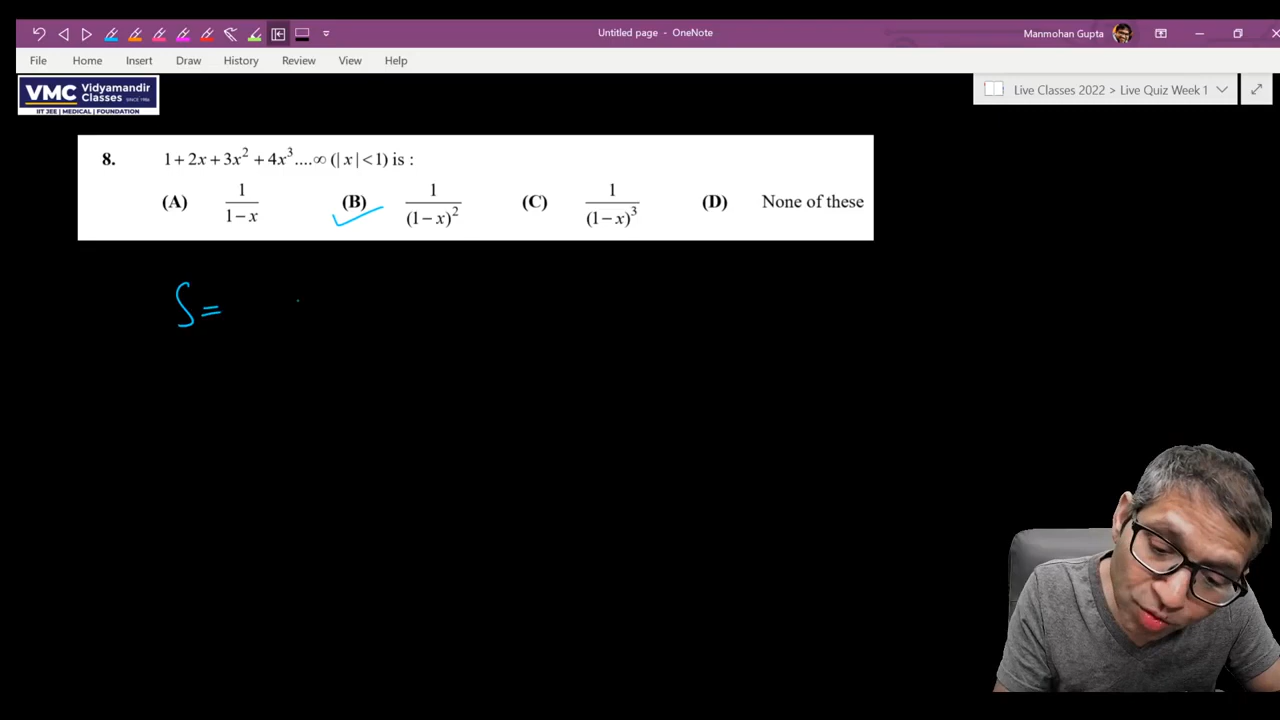 Untitled page - OneNote
Manmohan Gupta
File Home Insert Draw History Review View Help
VMC Vidyamandir Classes SINCE 1986
IIT JEE | MEDICAL | FOUNDATION
Live Classes 2022 > Live Quiz Week 1
8. 1 + 2x + 3x² + 4x³....∞ (| x | < 1) is :
(A) 1/(1 − x) (B) 1/(1 − x)² (C) 1/(1 − x)³ (D) None of these
S =